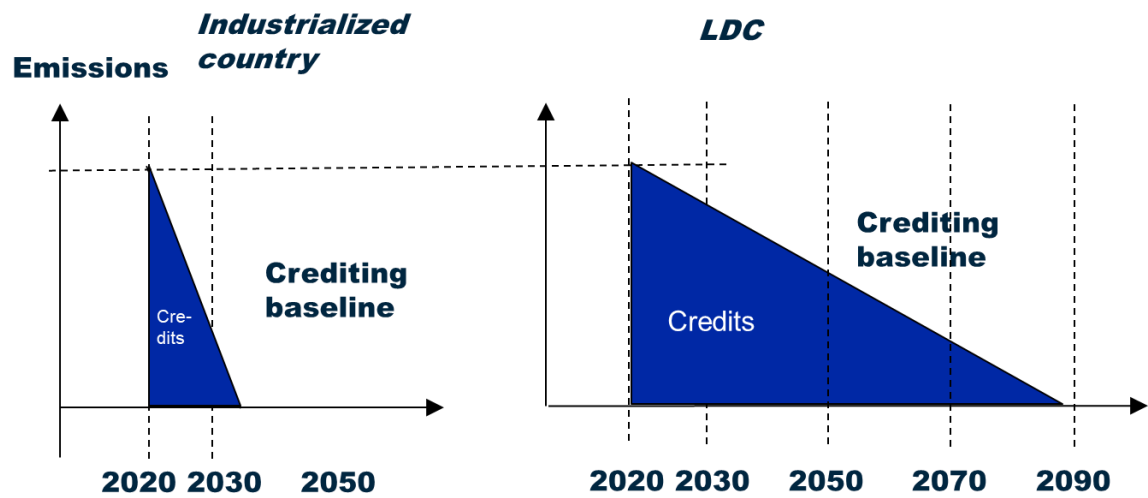 Industrialized
country
LDC
Emissions
Crediting
baseline
Cre-
dits
Crediting
baseline
Credits
2020 2030 2050
2020 2030 2050 2070 2090